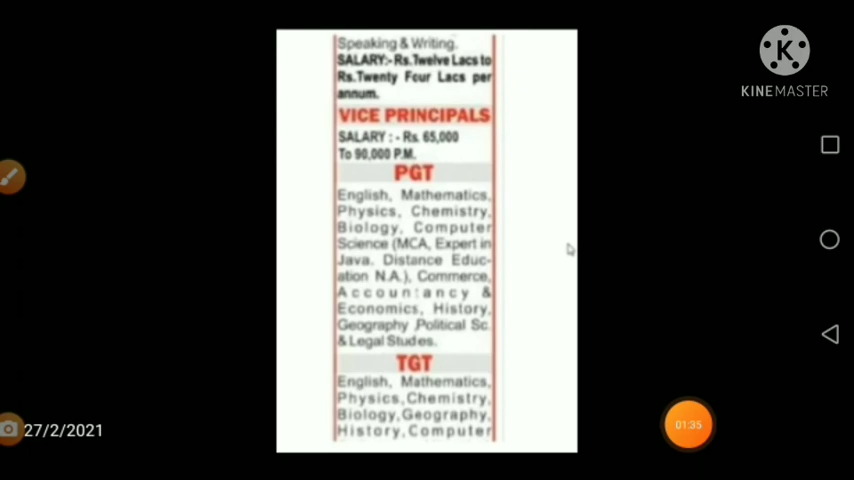 Speaking & Writing.
SALARY:- Rs.Twelve Lacs to
Rs.Twenty Four Lacs per
annum.
VICE PRINCIPALS
SALARY : - Rs. 65,000
To 90,000 P.M.
PGT
English, Mathematics,
Physics, Chemistry,
Biology, Computer
Science (MCA, Expert in
Java. Distance Educ-
ation N.A.), Commerce,
Accountancy &
Economics, History,
Geography ,Political Sc.
& Legal Studies.
TGT
English, Mathematics,
Physics,Chemistry,
Biology,Geography,
History,Computer
K
KINEMASTER
27/2/2021
01:35